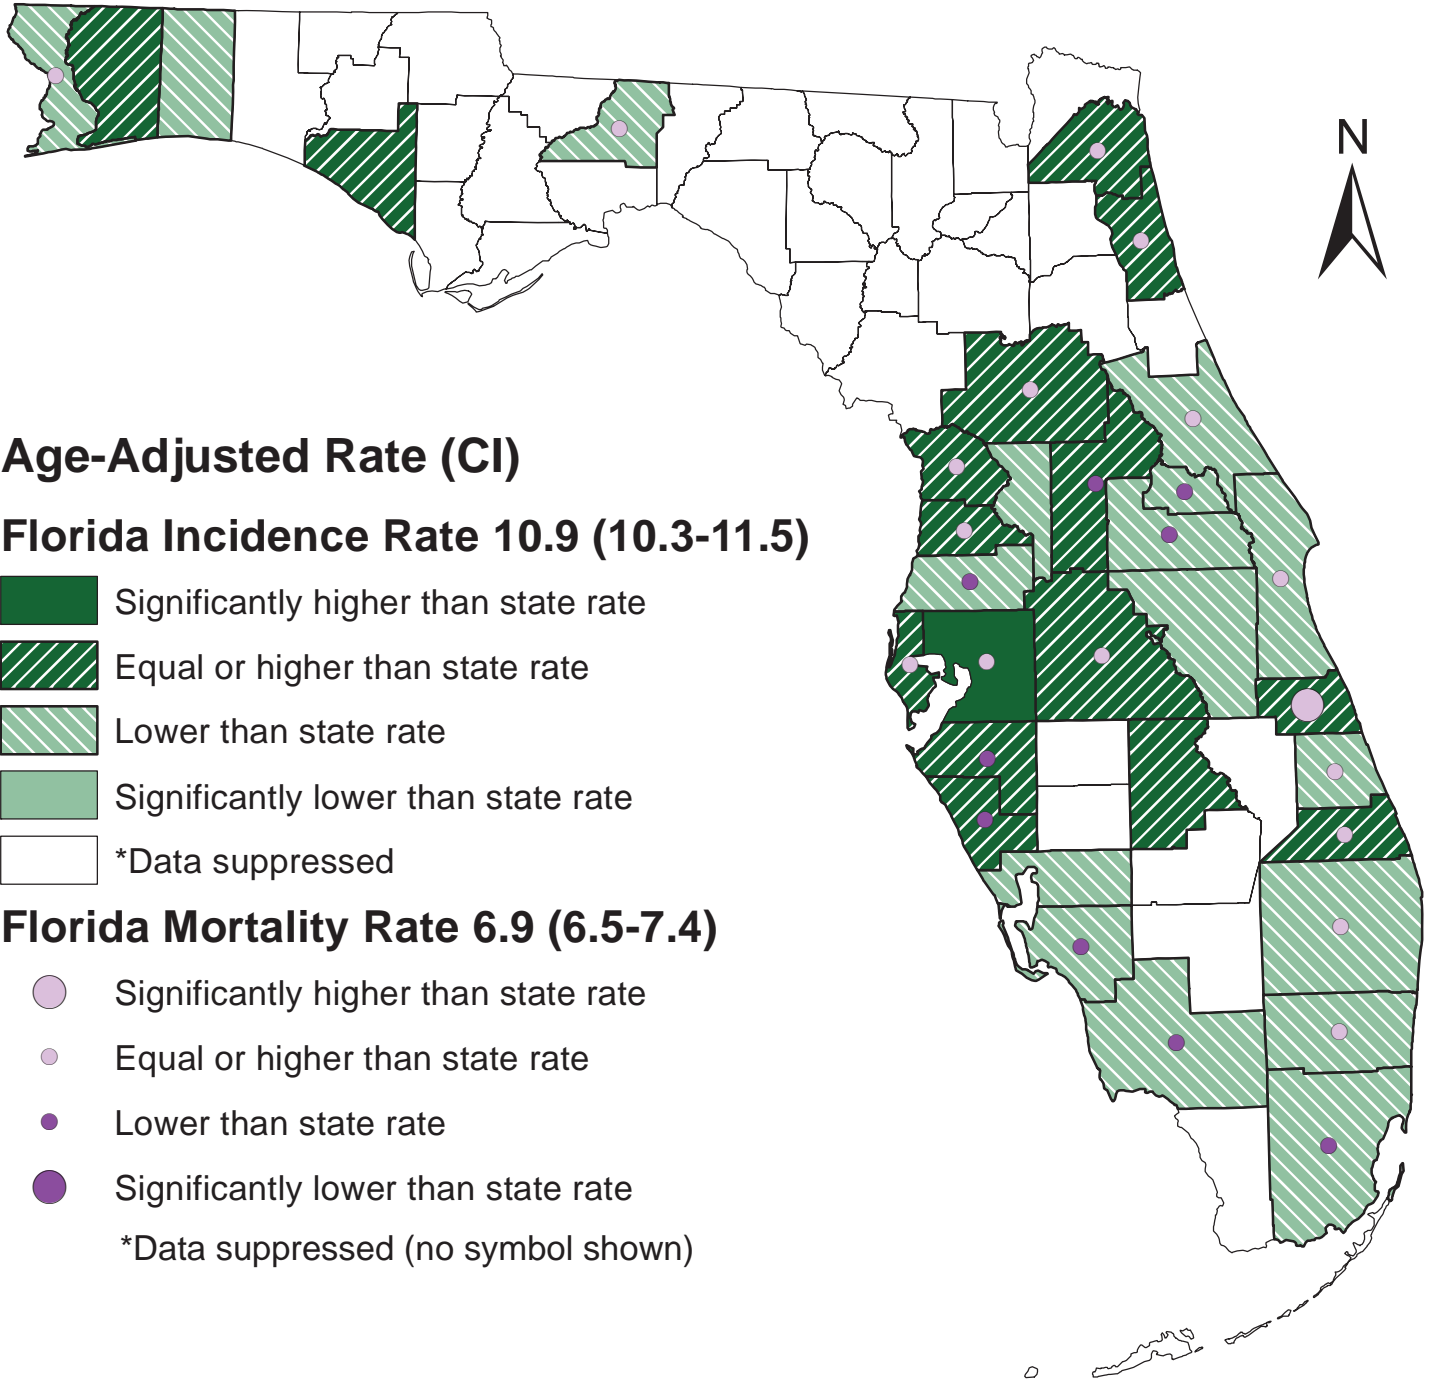 N
Age-Adjusted Rate (CI)
Florida Incidence Rate 10.9 (10.3-11.5)
Significantly higher than state rate
Equal or higher than state rate
Lower than state rate
Significantly lower than state rate
*Data suppressed
Florida Mortality Rate 6.9 (6.5-7.4)
Significantly higher than state rate
Equal or higher than state rate
Lower than state rate
Significantly lower than state rate
*Data suppressed (no symbol shown)